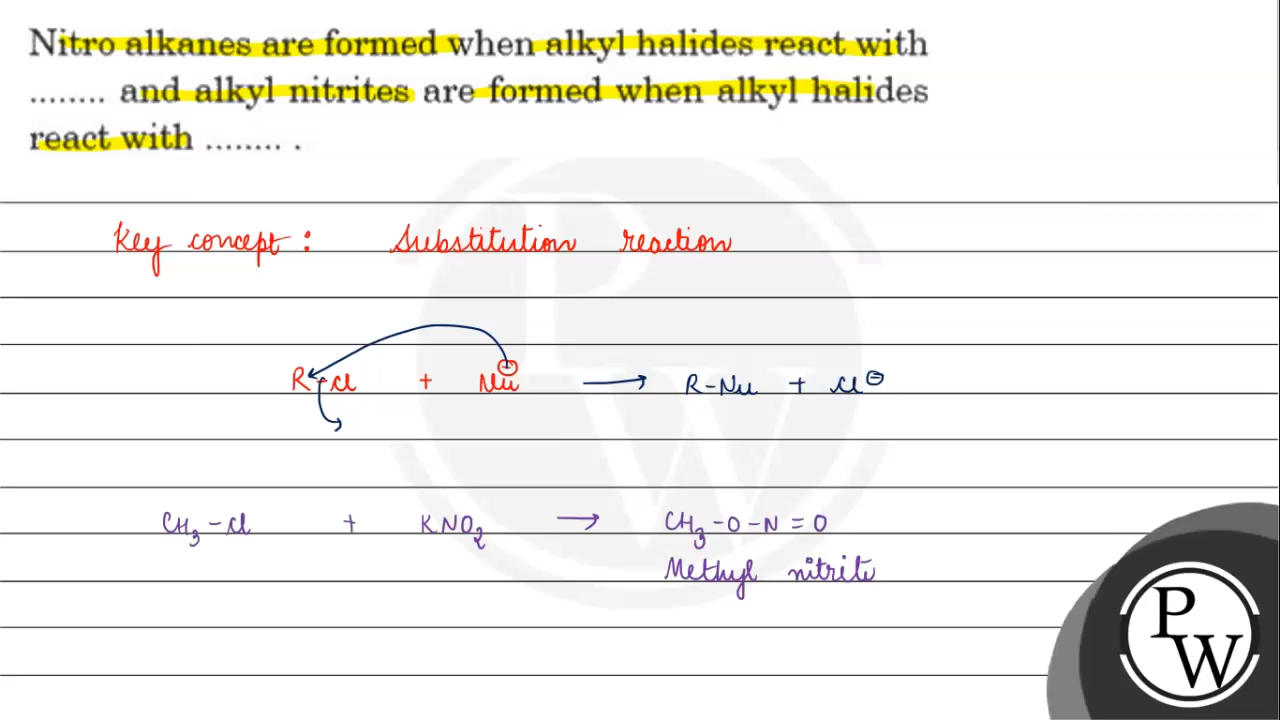 Nitro alkanes are formed when alkyl halides react with
........ and alkyl nitrites are formed when alkyl halides
react with ........ .
Key concept: Substitution reaction
R-Cl + Nu⊖ ⟶ R-Nu + Cl⊖
CH₃-Cl + KNO₂ ⟶ CH₃-O-N=O
Methyl nitrite
P
W